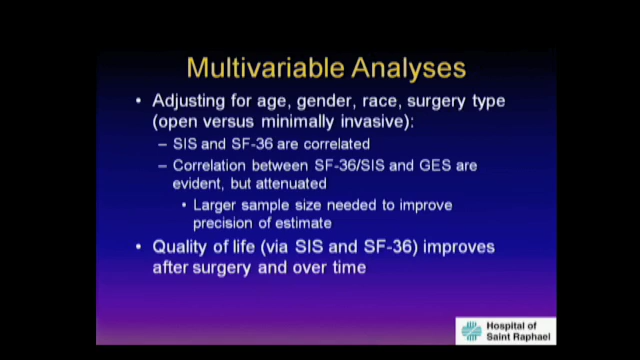 Multivariable Analyses
• Adjusting for age, gender, race, surgery type
(open versus minimally invasive):
– SIS and SF-36 are correlated
– Correlation between SF-36/SIS and GES are
evident, but attenuated
• Larger sample size needed to improve
precision of estimate
• Quality of life (via SIS and SF-36) improves
after surgery and over time
Hospital of
Saint Raphael